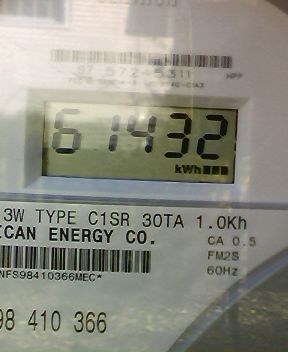 61432
kWh
3W TYPE C1SR 30TA 1.0Kh
ICAN ENERGY CO.
CA 0.5
FM2S
NFS98410366MEC*
60Hz
98 410 366